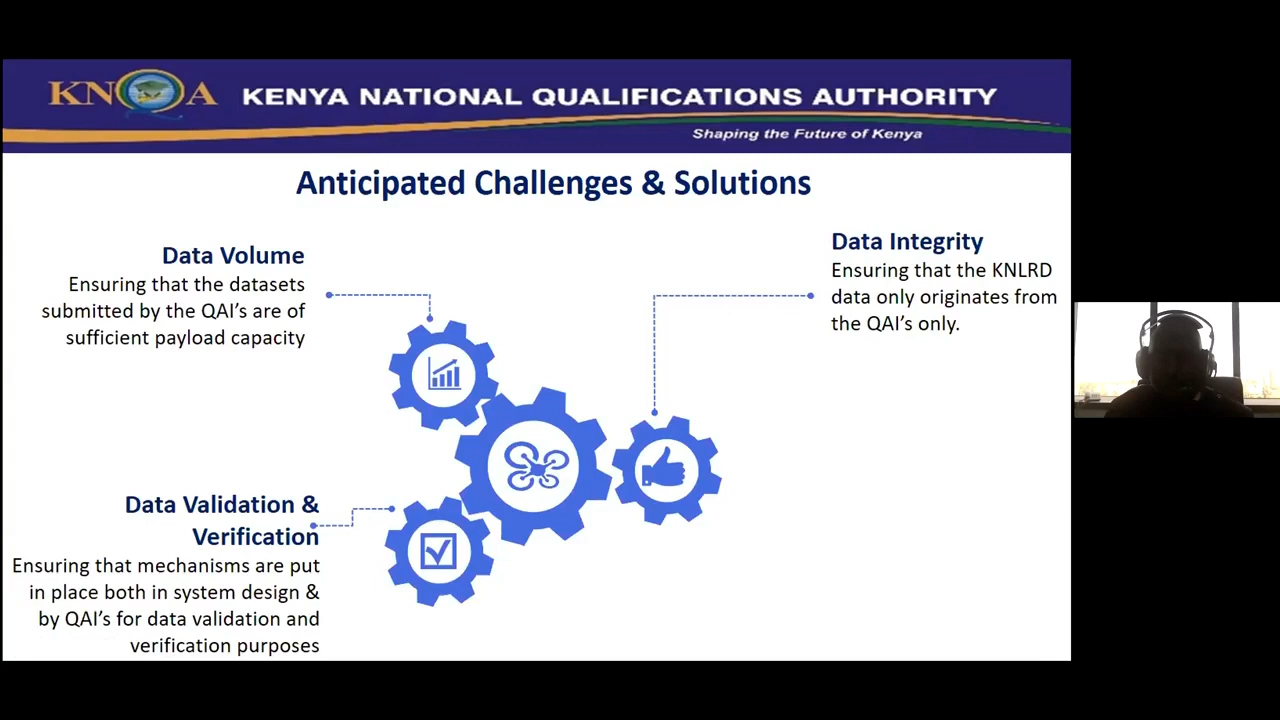 KNQA
KENYA NATIONAL QUALIFICATIONS AUTHORITY
Shaping the Future of Kenya
Anticipated Challenges & Solutions
Data Volume
Ensuring that the datasets
submitted by the QAI's are of
sufficient payload capacity
Data Integrity
Ensuring that the KNLRD
data only originates from
the QAI's only.
Data Validation &
Verification
Ensuring that mechanisms are put
in place both in system design &
by QAI's for data validation and
verification purposes